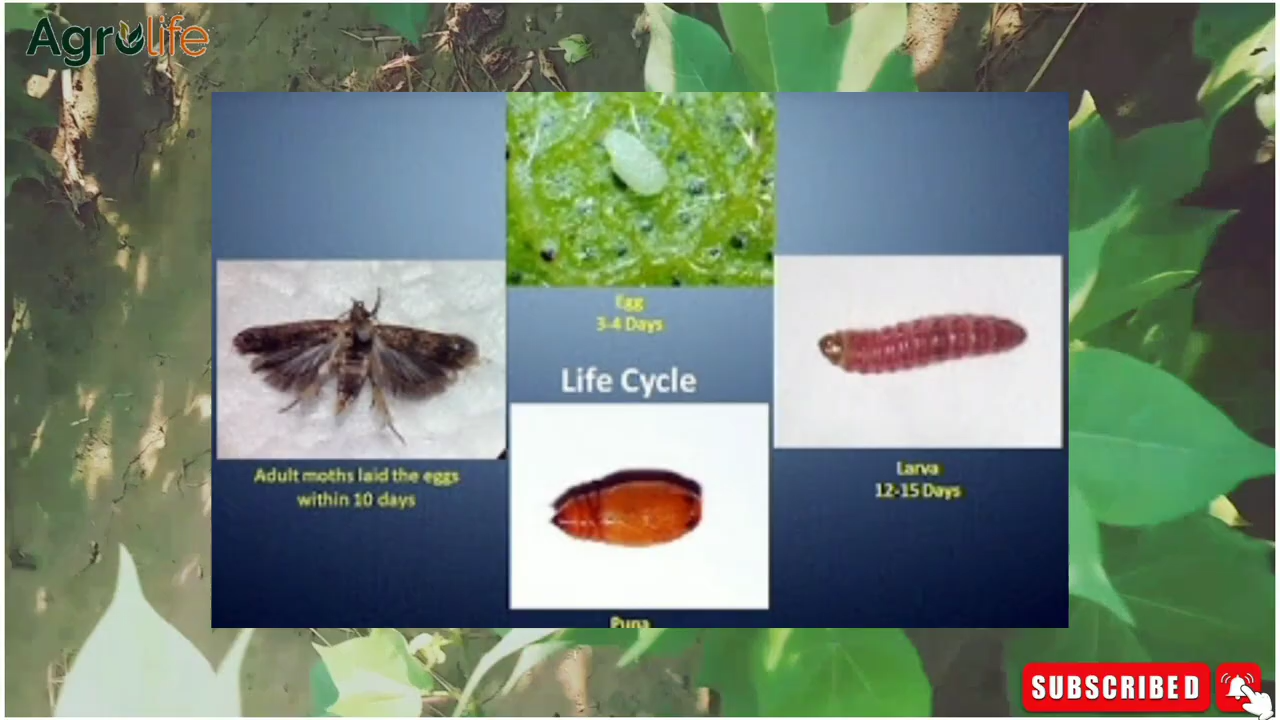 Agrolife
Egg
3-4 Days
Life Cycle
Adult moths laid the eggs
within 10 days
Larva
12-15 Days
Pupa
SUBSCRIBED